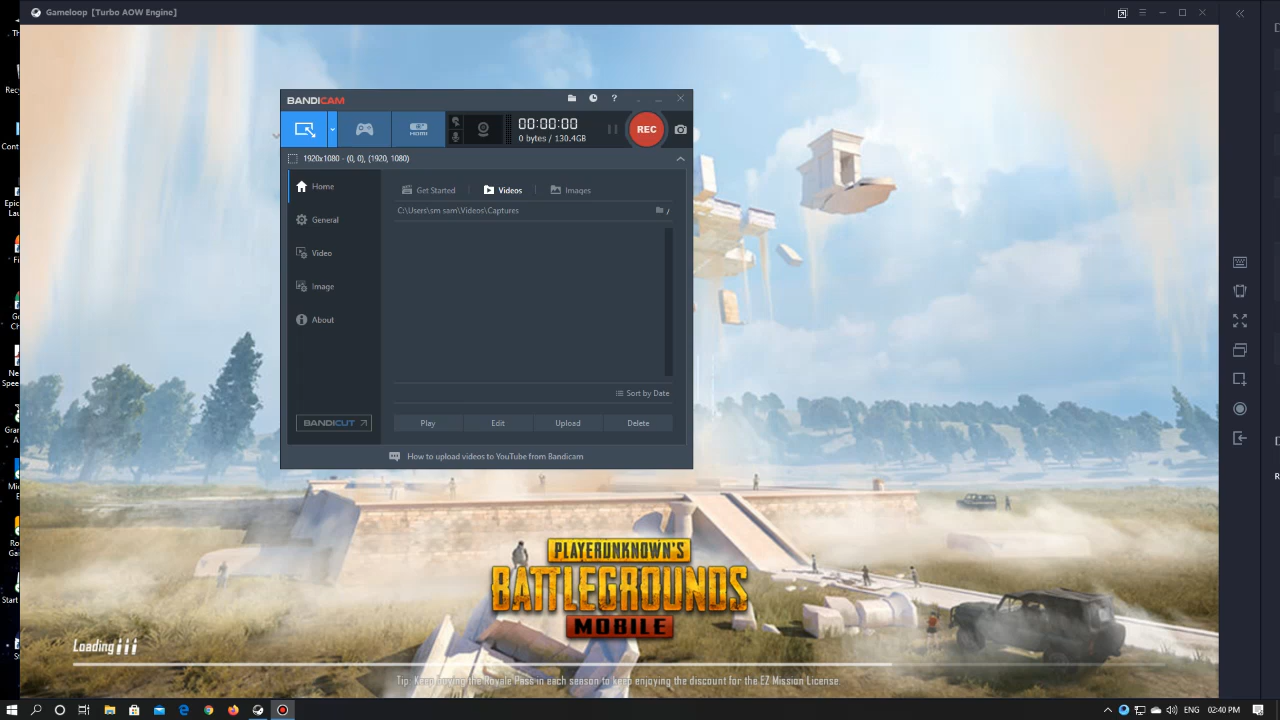 Gameloop [Turbo AOW Engine]
BANDICAM
HDMI
00:00:00
0 bytes / 130.4GB
REC
1920x1080 - (0, 0), (1920, 1080)
Home
General
Video
Image
About
BANDICUT
Get Started
Videos
Images
C:\Users\sm sam\Videos\Captures
Sort by Date
Play
Edit
Upload
Delete
How to upload videos to YouTube from Bandicam
PLAYERUNKNOWN'S
BATTLEGROUNDS
MOBILE
Loading
Tip: Keep buying the Royale Pass in each season to keep enjoying the discount for the EZ Mission License.
ENG
02:40 PM